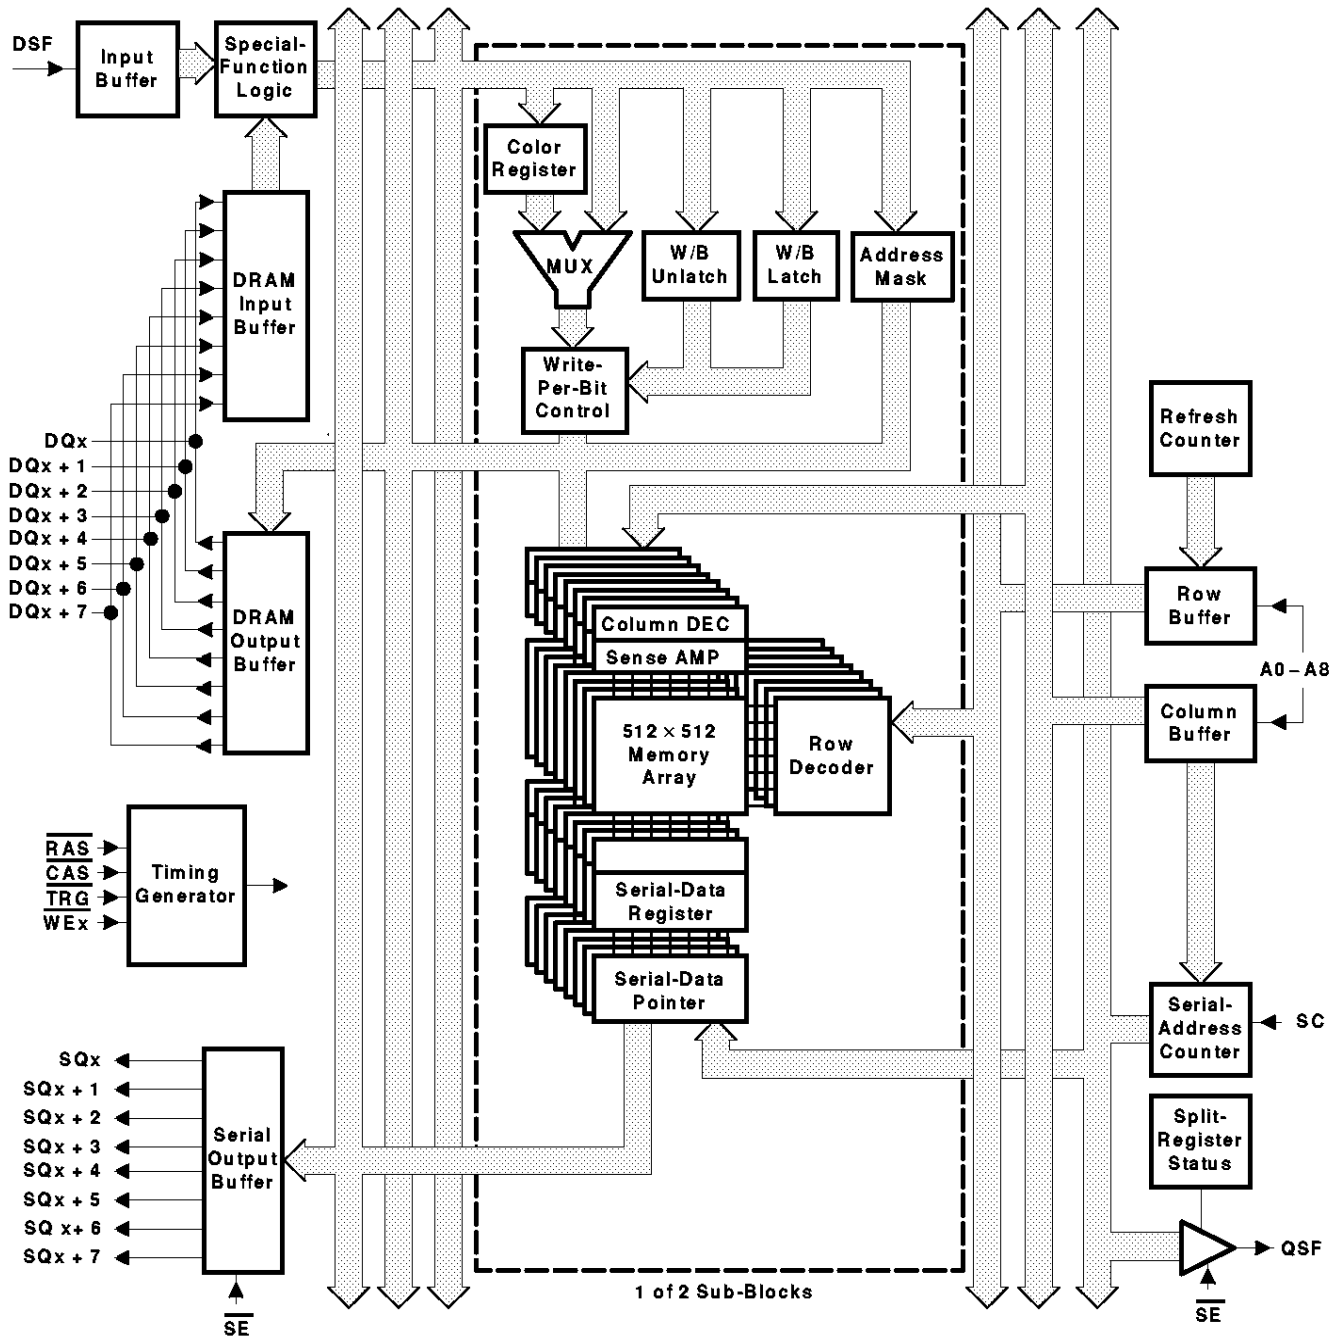 DSF
Input
Buffer
Special-
Function
Logic
Color
Register
MUX
W/B
Unlatch
W/B
Latch
Address
Mask
DRAM
Input
Buffer
Write-
Per-Bit
Control
Refresh
Counter
DQx
DQx + 1
DQx + 2
DQx + 3
DQx + 4
DQx + 5
DQx + 6
DQx + 7
DRAM
Output
Buffer
Column DEC
Sense AMP
512 × 512
Memory
Array
Row
Decoder
Row
Buffer
A0 – A8
Column
Buffer
RAS
CAS
TRG
WEx
Timing
Generator
Serial-Data
Register
Serial-Data
Pointer
Serial-
Address
Counter
SC
SQx
SQx + 1
SQx + 2
SQx + 3
SQx + 4
SQx + 5
SQ x+ 6
SQx + 7
Serial
Output
Buffer
SE
Split-
Register
Status
QSF
SE
1 of 2 Sub-Blocks